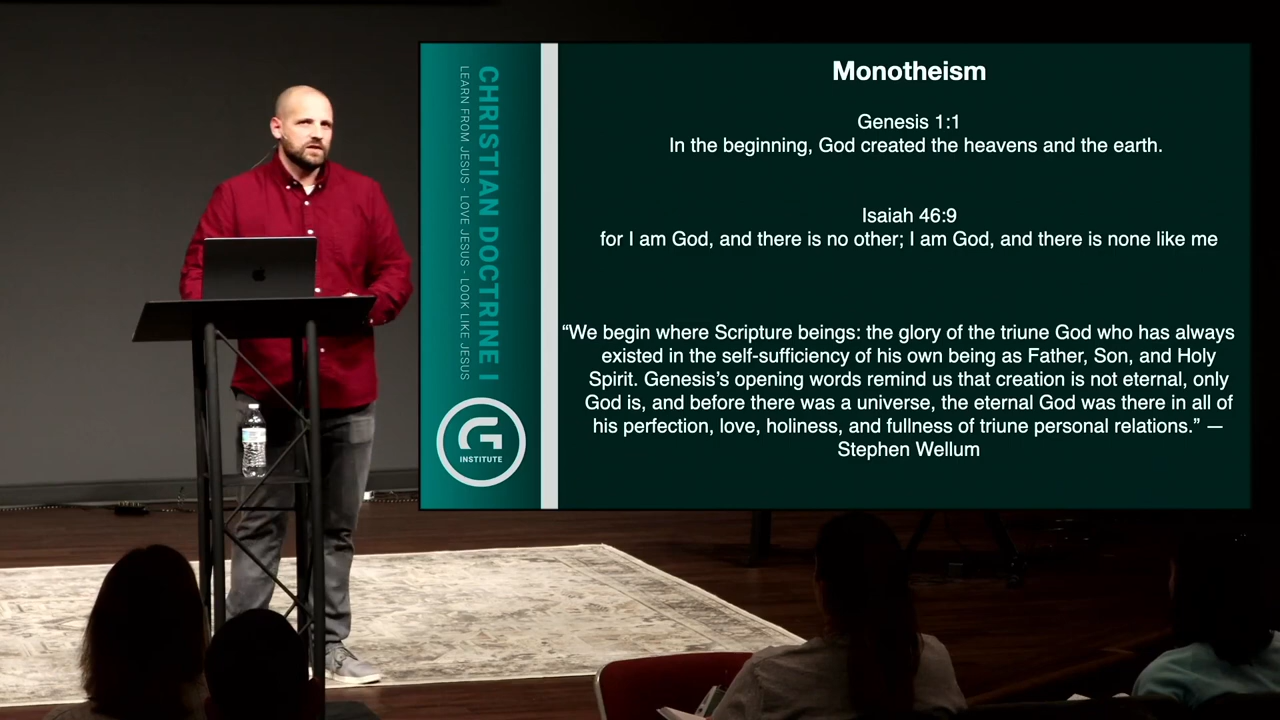 CHRISTIAN DOCTRINE I
LEARN FROM JESUS - LOVE JESUS - LOOK LIKE JESUS
G
INSTITUTE
Monotheism
Genesis 1:1
In the beginning, God created the heavens and the earth.
Isaiah 46:9
for I am God, and there is no other; I am God, and there is none like me
“We begin where Scripture beings: the glory of the triune God who has always
existed in the self-sufficiency of his own being as Father, Son, and Holy
Spirit. Genesis’s opening words remind us that creation is not eternal, only
God is, and before there was a universe, the eternal God was there in all of
his perfection, love, holiness, and fullness of triune personal relations.” —
Stephen Wellum